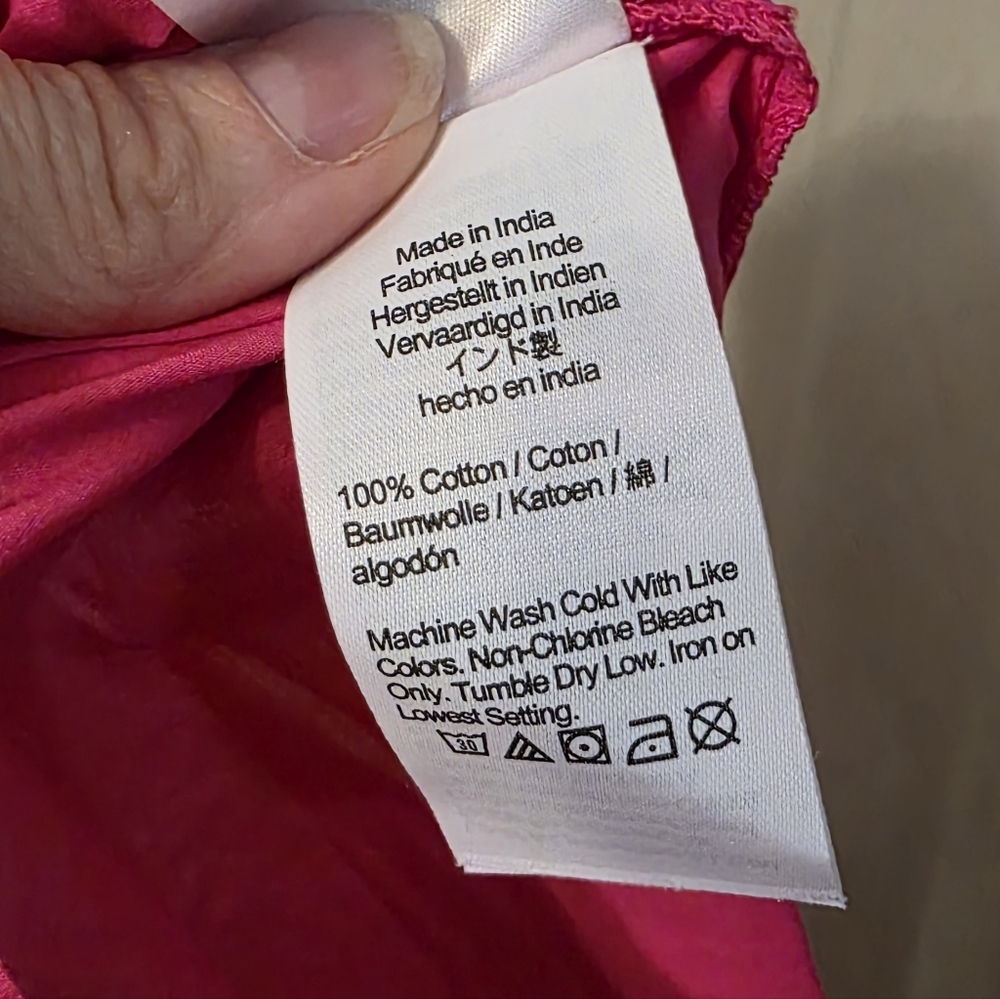 Made in India
Fabriqué en Inde
Hergestellt in Indien
Vervaardigd in India
インド製
hecho en india
100% Cotton / Coton /
Baumwolle / Katoen / 綿 /
algodón
Machine Wash Cold With Like
Colors. Non-Chlorine Bleach
Only. Tumble Dry Low. Iron on
Lowest Setting.
30